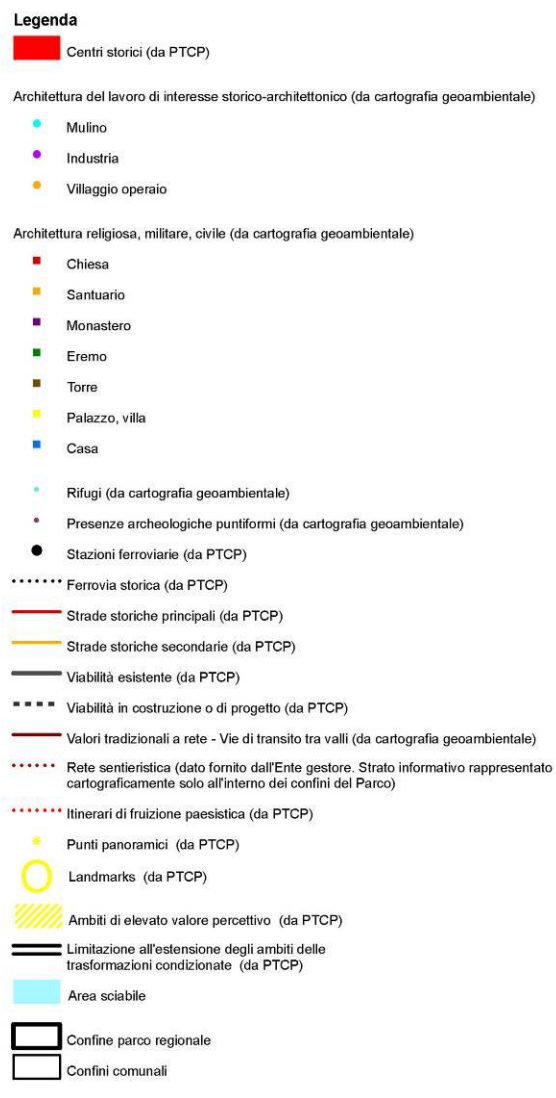 Legenda
Centri storici (da PTCP)
Architettura del lavoro di interesse storico-architettonico (da cartografia geoambientale)
Mulino
Industria
Villaggio operaio
Architettura religiosa, militare, civile (da cartografia geoambientale)
Chiesa
Santuario
Monastero
Eremo
Torre
Palazzo, villa
Casa
Rifugi (da cartografia geoambientale)
Presenze archeologiche puntiformi (da cartografia geoambientale)
Stazioni ferroviarie (da PTCP)
Ferrovia storica (da PTCP)
Strade storiche principali (da PTCP)
Strade storiche secondarie (da PTCP)
Viabilità esistente (da PTCP)
Viabilità in costruzione o di progetto (da PTCP)
Valori tradizionali a rete - Vie di transito tra valli (da cartografia geoambientale)
Rete sentieristica (dato fornito dall'Ente gestore. Strato informativo rappresentato
cartograficamente solo all'interno dei confini del Parco)
Itinerari di fruizione paesistica (da PTCP)
Punti panoramici (da PTCP)
Landmarks (da PTCP)
Ambiti di elevato valore percettivo (da PTCP)
Limitazione all'estensione degli ambiti delle
trasformazioni condizionate (da PTCP)
Area sciabile
Confine parco regionale
Confini comunali